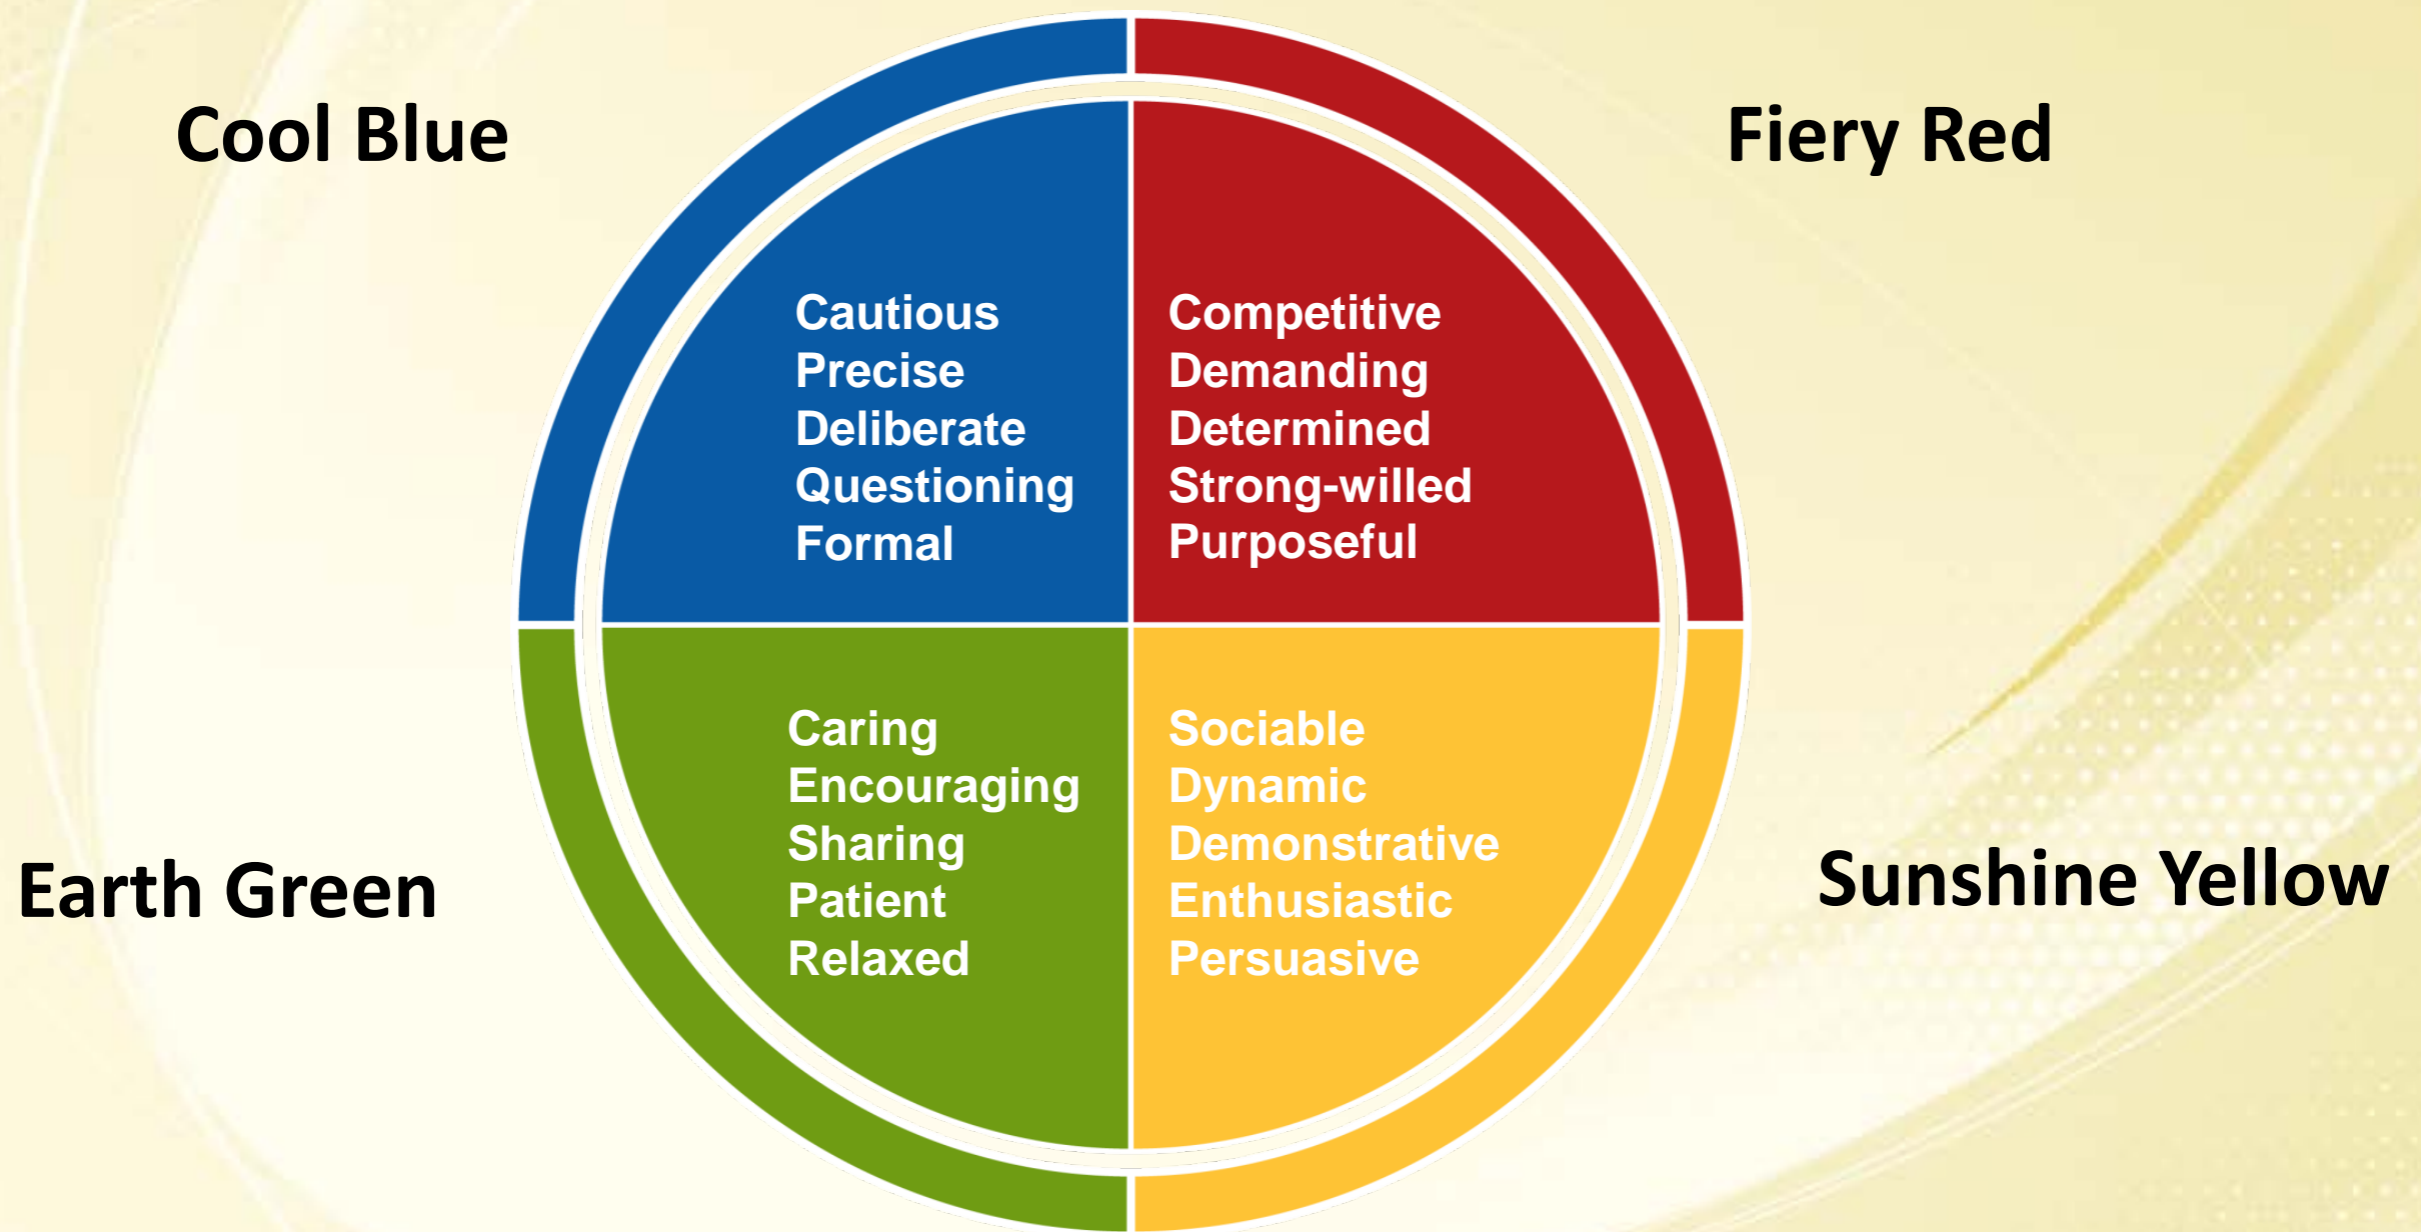 Cool Blue
Fiery Red
Cautious
Precise
Deliberate
Questioning
Formal
Competitive
Demanding
Determined
Strong-willed
Purposeful
Caring
Encouraging
Sharing
Patient
Relaxed
Sociable
Dynamic
Demonstrative
Enthusiastic
Persuasive
Earth Green
Sunshine Yellow